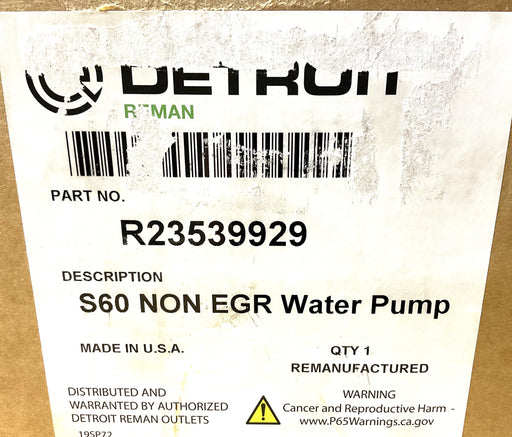 DETROIT
REMAN
PART NO.
R23539929
DESCRIPTION
S60 NON EGR Water Pump
MADE IN U.S.A.
QTY 1
REMANUFACTURED
DISTRIBUTED AND
WARRANTED BY AUTHORIZED
DETROIT REMAN OUTLETS
19SP72
WARNING
Cancer and Reproductive Harm -
www.P65Warnings.ca.gov